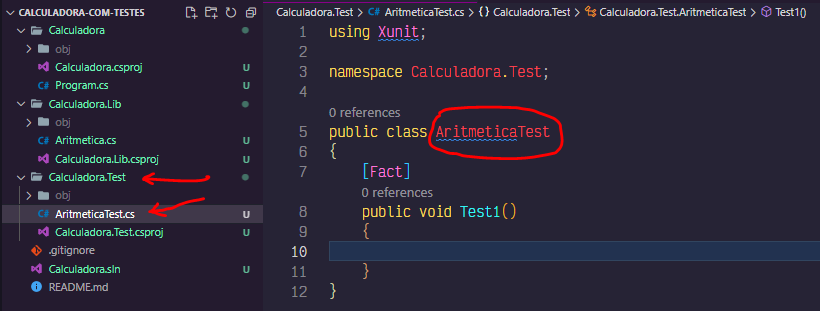 CALCULADORA-COM-TESTES
Calculadora
obj
Calculadora.csproj U
C# Program.cs U
Calculadora.Lib
obj
C# Aritmetica.cs U
Calculadora.Lib.csproj U
Calculadora.Test
obj
C# AritmeticaTest.cs U
Calculadora.Test.csproj U
.gitignore
Calculadora.sln U
README.md
Calculadora.Test > C# AritmeticaTest.cs > {} Calculadora.Test > Calculadora.Test.AritmeticaTest > Test1()
1 using Xunit;
2
3 namespace Calculadora.Test;
4
0 references
5 public class AritmeticaTest
6 {
7 [Fact]
0 references
8 public void Test1()
9 {
10
11 }
12 }